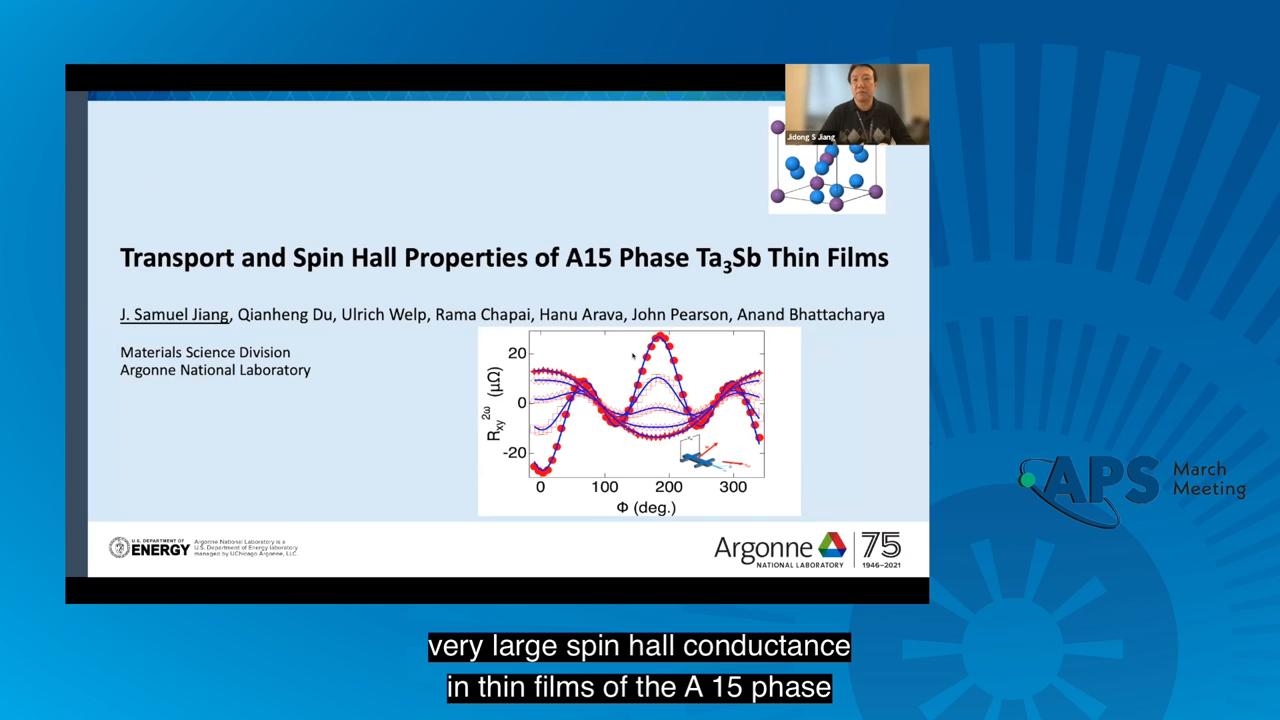 Jidong S Jiang
Transport and Spin Hall Properties of A15 Phase Ta₃Sb Thin Films
J. Samuel Jiang, Qianheng Du, Ulrich Welp, Rama Chapai, Hanu Arava, John Pearson, Anand Bhattacharya
Materials Science Division
Argonne National Laboratory
20
0
-20
Rxy^2ω (μΩ)
0 100 200 300
Φ (deg.)
U.S. DEPARTMENT OF
ENERGY
Argonne National Laboratory is a
U.S. Department of Energy laboratory
managed by UChicago Argonne, LLC.
Argonne
NATIONAL LABORATORY
75
1946–2021
APS
March
Meeting
very large spin hall conductance
in thin films of the A 15 phase